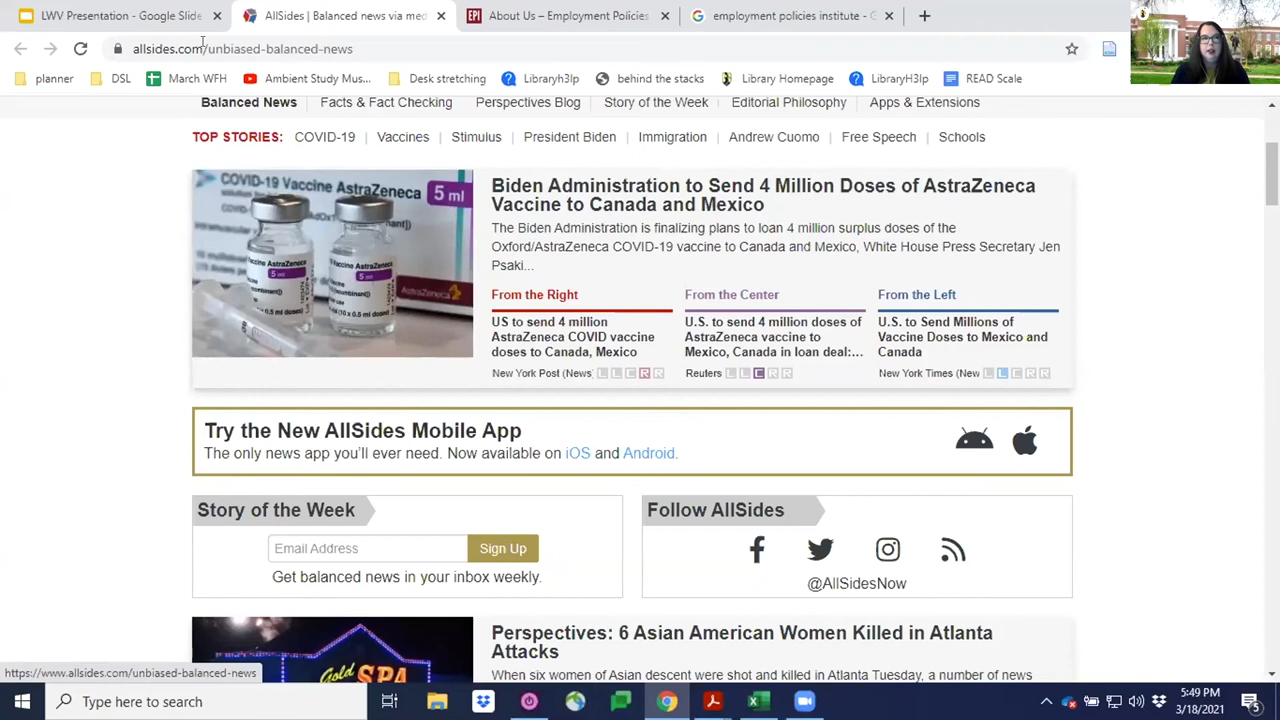 LWV Presentation - Google Slide
AllSides | Balanced news via med
EPI About Us – Employment Policies
employment policies institute -
allsides.com/unbiased-balanced-news
planner
DSL
March WFH
Ambient Study Mus...
Desk stretching
LibraryH3lp
behind the stacks
Library Homepage
LibraryH3lp
READ Scale
Balanced News
Facts & Fact Checking
Perspectives Blog
Story of the Week
Editorial Philosophy
Apps & Extensions
TOP STORIES:
COVID-19
Vaccines
Stimulus
President Biden
Immigration
Andrew Cuomo
Free Speech
Schools
COVID-19 Vaccine AstraZeneca
5 ml
Biden Administration to Send 4 Million Doses of AstraZeneca
Vaccine to Canada and Mexico
The Biden Administration is finalizing plans to loan 4 million surplus doses of the
Oxford/AstraZeneca COVID-19 vaccine to Canada and Mexico, White House Press Secretary Jen
Psaki...
From the Right
US to send 4 million
AstraZeneca COVID vaccine
doses to Canada, Mexico
New York Post (News) L L C R R
From the Center
U.S. to send 4 million doses of
AstraZeneca vaccine to
Mexico, Canada in loan deal:...
Reuters L L C R R
From the Left
U.S. to Send Millions of
Vaccine Doses to Mexico and
Canada
New York Times (New L L C R R
Try the New AllSides Mobile App
The only news app you'll ever need. Now available on iOS and Android.
Story of the Week
Email Address
Sign Up
Get balanced news in your inbox weekly.
Follow AllSides
@AllSidesNow
Gold SPA
Perspectives: 6 Asian American Women Killed in Atlanta
Attacks
When six women of Asian descent were shot and killed in Atlanta Tuesday, a number of news
https://www.allsides.com/unbiased-balanced-news
Type here to search
5:49 PM
3/18/2021
5